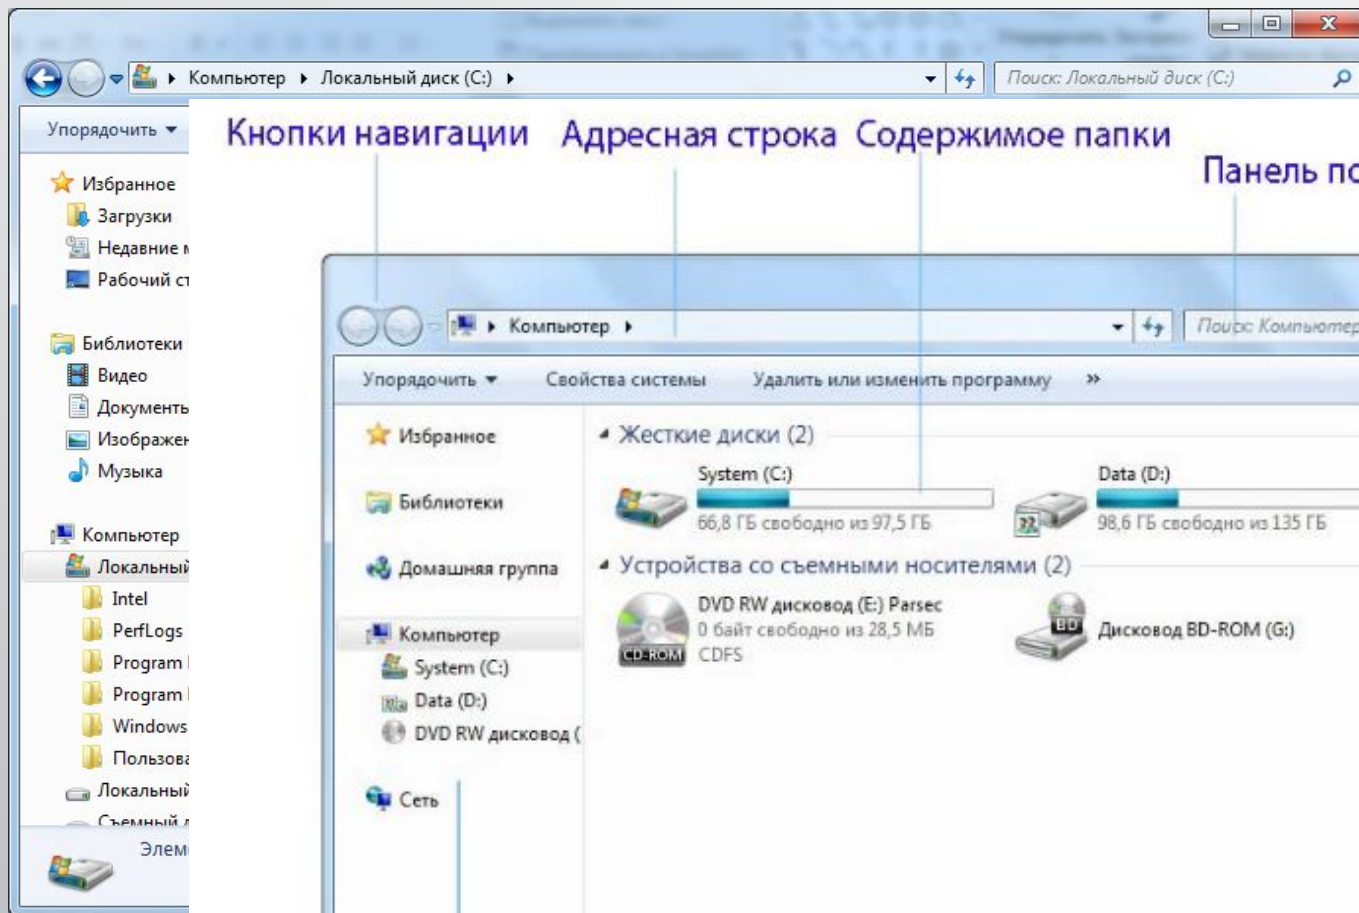 Компьютер Локальный диск (C:)
Поиск: Локальный диск (C:)
Упорядочить
Избранное
Загрузки
Недавние м
Рабочий ст
Библиотеки
Видео
Документы
Изображен
Музыка
Компьютер
Локальный
Intel
PerfLogs
Program
Program
Windows
Пользова
Локальный
Съемный
Элем
Кнопки навигации Адресная строка Содержимое папки
Панель по
Компьютер
Поиск: Компьютер
Упорядочить Свойства системы Удалить или изменить программу »
Избранное
Библиотеки
Домашняя группа
Компьютер
System (C:)
Data (D:)
DVD RW дисковод (
Сеть
Жесткие диски (2)
System (C:)
66,8 ГБ свободно из 97,5 ГБ
Data (D:)
98,6 ГБ свободно из 135 ГБ
Устройства со съемными носителями (2)
DVD RW дисковод (E:) Parsec
0 байт свободно из 28,5 МБ
CDFS
CD-ROM
BD
Дисковод BD-ROM (G:)